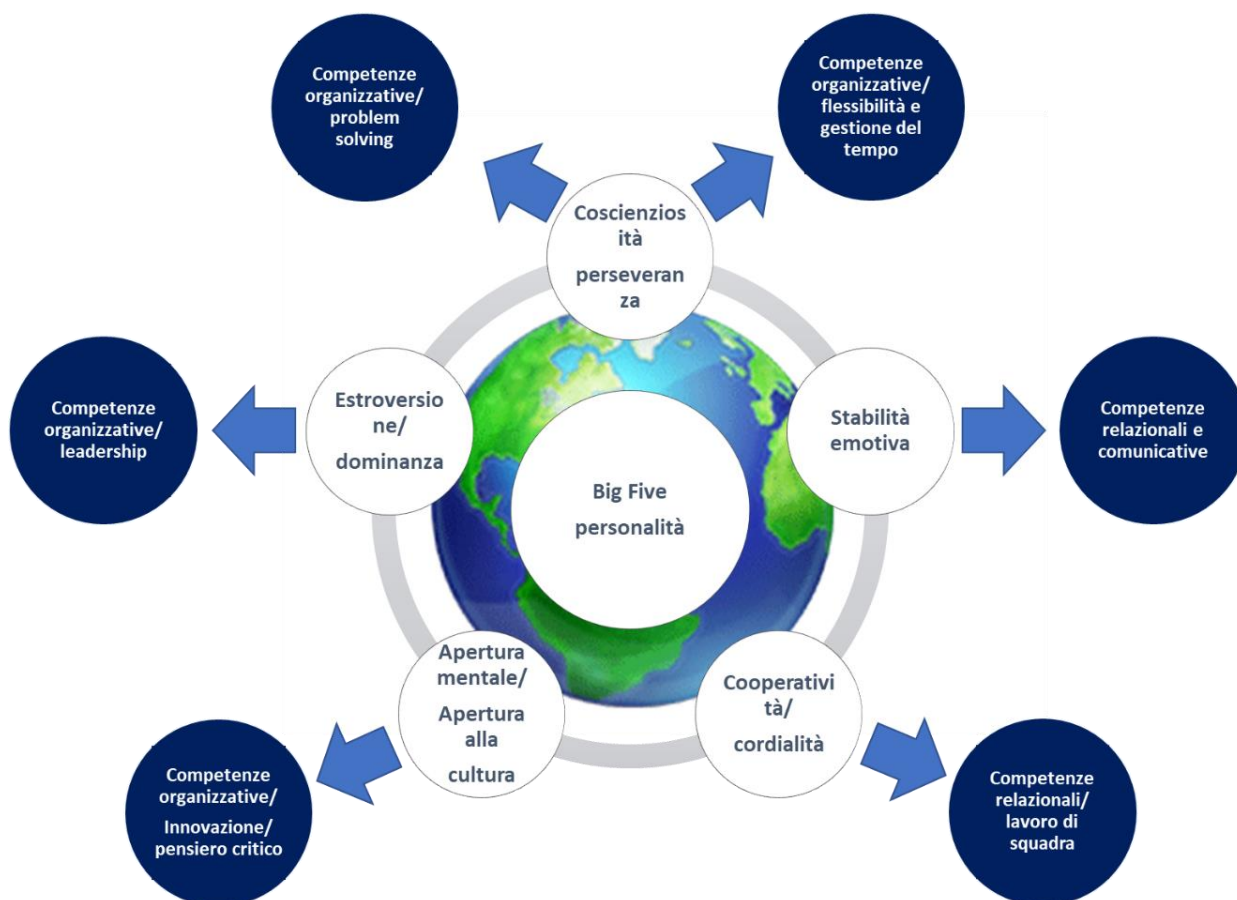 Competenze
organizzative/
problem
solving
Competenze
organizzative/
flessibilità e
gestione del
tempo
Coscienzios
ità
perseveran
za
Competenze
organizzative/
leadership
Estroversio
ne/
dominanza
Stabilità
emotiva
Competenze
relazionali e
comunicative
Big Five
personalità
Apertura
mentale/
Apertura
alla
cultura
Cooperativi
tà/
cordialità
Competenze
organizzative/
Innovazione/
pensiero critico
Competenze
relazionali/
lavoro di
squadra